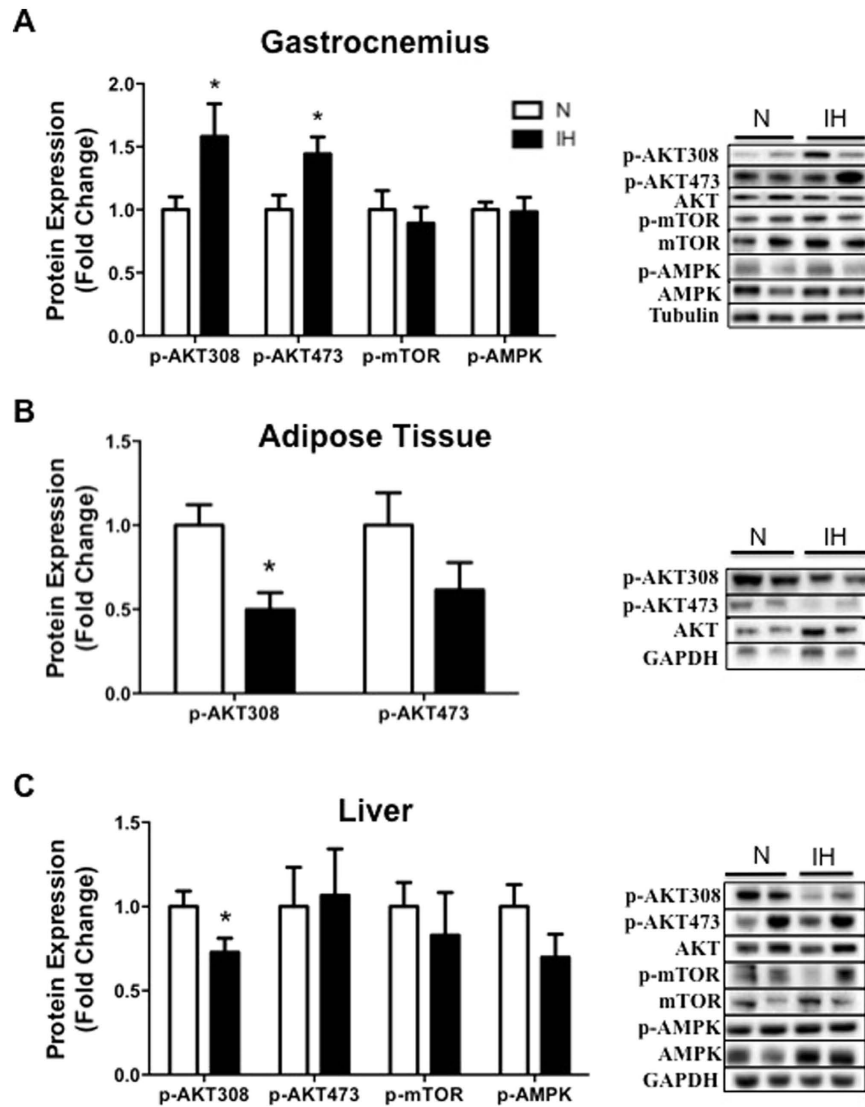 A
Gastrocnemius
Protein Expression
(Fold Change)
2.0
1.5
1.0
0.5
0.0
* *
N
IH
p-AKT308 p-AKT473 p-mTOR p-AMPK
N IH
p-AKT308
p-AKT473
AKT
p-mTOR
mTOR
p-AMPK
AMPK
Tubulin
B
Adipose Tissue
Protein Expression
(Fold Change)
1.5
1.0
0.5
0.0
*
p-AKT308 p-AKT473
N IH
p-AKT308
p-AKT473
AKT
GAPDH
C
Liver
Protein Expression
(Fold Change)
1.5
1.0
0.5
0.0
*
p-AKT308 p-AKT473 p-mTOR p-AMPK
N IH
p-AKT308
p-AKT473
AKT
p-mTOR
mTOR
p-AMPK
AMPK
GAPDH